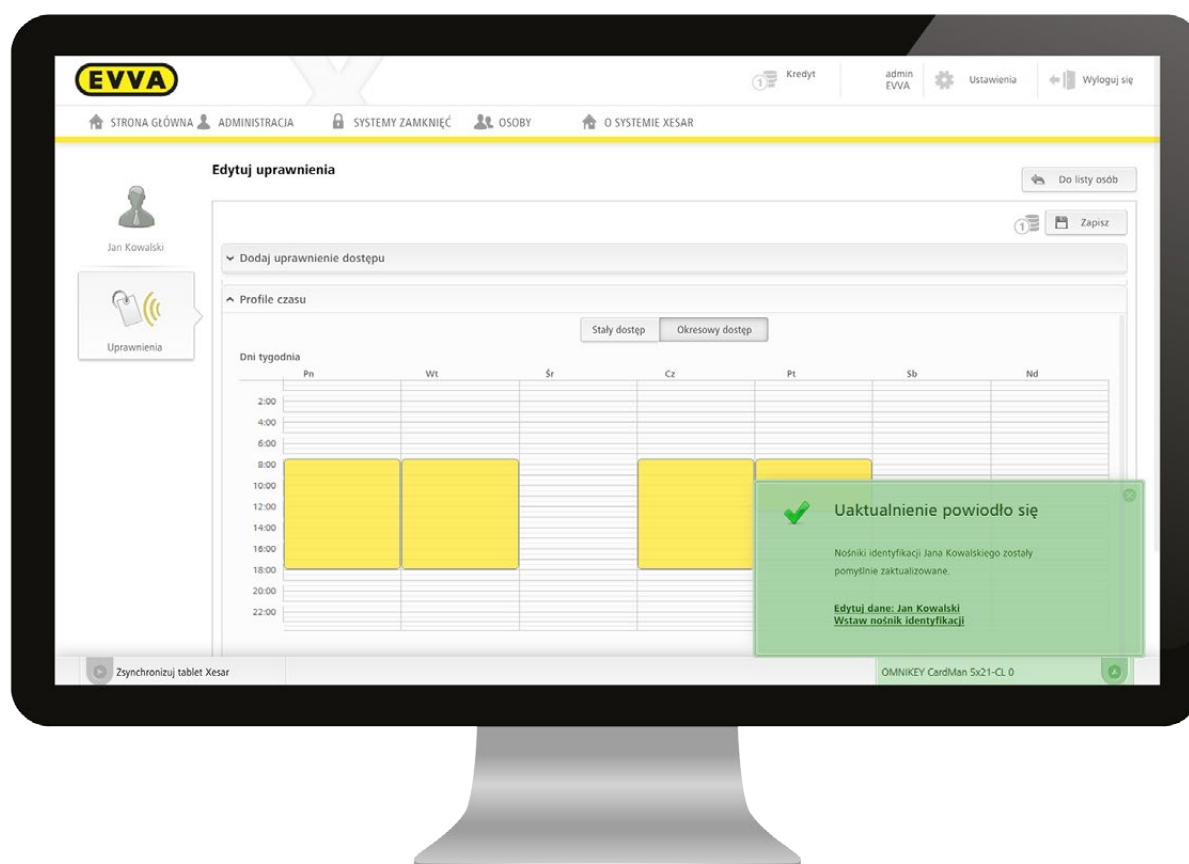 EVVA
1
Kredyt
admin
EVVA
Ustawienia
Wyloguj się
STRONA GŁÓWNA
ADMINISTRACJA
SYSTEMY ZAMKNIĘĆ
OSOBY
O SYSTEMIE XESAR
Edytuj uprawnienia
Do listy osób
Jan Kowalski
1
Zapisz
Dodaj uprawnienie dostępu
Profile czasu
Uprawnienia
Stały dostęp
Okresowy dostęp
Dni tygodnia
Pn Wt Śr Cz Pt Sb Nd
2:00
4:00
6:00
8:00
10:00
12:00
14:00
16:00
18:00
20:00
22:00
Uaktualnienie powiodło się
Nośniki identyfikacji Jana Kowalskiego zostały
pomyślnie zaktualizowane.
Edytuj dane: Jan Kowalski
Wstaw nośnik identyfikacji
Zsynchronizuj tablet Xesar
OMNIKEY CardMan 5x21-CL 0